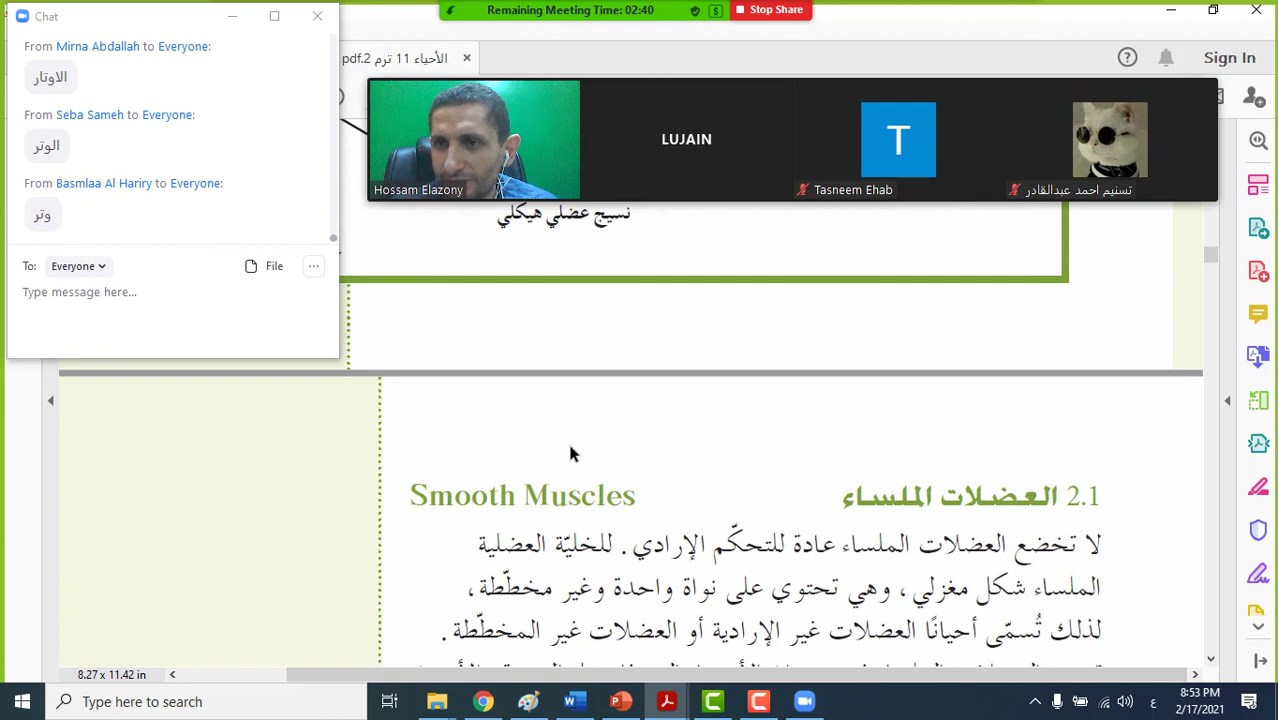 Chat
Remaining Meeting Time: 02:40
Stop Share
From Mirna Abdallah to Everyone:
الاوتار
From Seba Sameh to Everyone:
الوتر
From Basmlaa Al Hariry to Everyone:
وتر
To: Everyone
File
Type message here...
الأحياء 11 ترم 2.pdf
Sign In
Hossam Elazony
LUJAIN
T
Tasneem Ehab
تسنيم احمد عبدالقادر
نسيج عضلي هيكلي
2.1 العضلات الملساء Smooth Muscles
لا تخضع العضلات الملساء عادة للتحكّم الإرادي. للخليّة العضلية
الملساء شكل مغزلي، وهي تحتوي على نواة واحدة وغير مخطّطة،
لذلك تُسمّى أحيانًا العضلات غير الإرادية أو العضلات غير المخطّطة.
8.27 x 11.42 in
Type here to search
ع
8:53 PM
2/17/2021